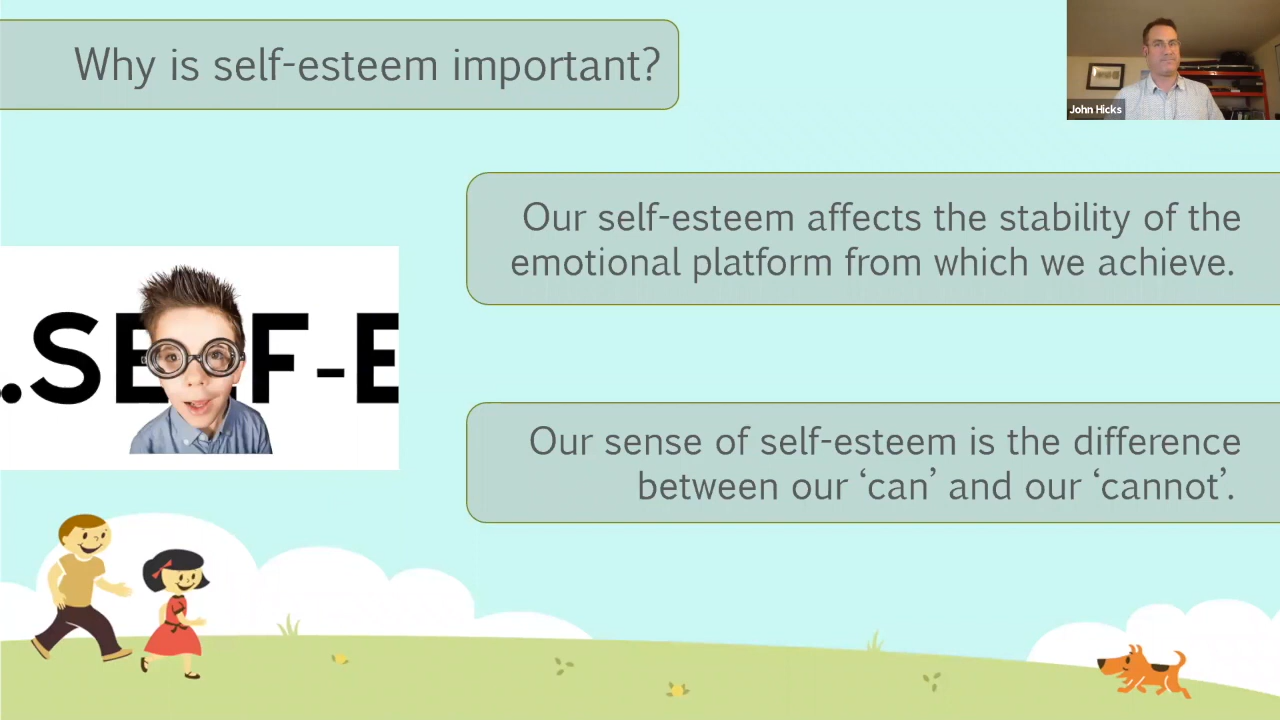 Why is self-esteem important?
John Hicks
Our self-esteem affects the stability of the
emotional platform from which we achieve.
.SELF-E
Our sense of self-esteem is the difference
between our ‘can’ and our ‘cannot’.